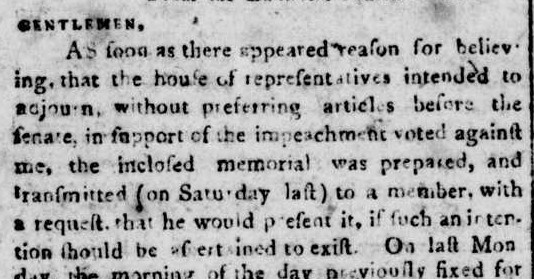 GENTLEMEN,
AS ſoon as there appeared reaſon for believ-
ing, that the houſe of repreſentatives intended to
adjourn, without preferring articles before the
ſenate, in ſupport of the impeachment voted againſt
me, the incloſed memorial was prepared, and
tranſmitted (on Saturday laſt) to a member, with
a requeſt, that he would preſent it, if ſuch an inten-
tion ſhould be aſcertained to exiſt. On laſt Mon
day, the morning of the day previouſly fixed for